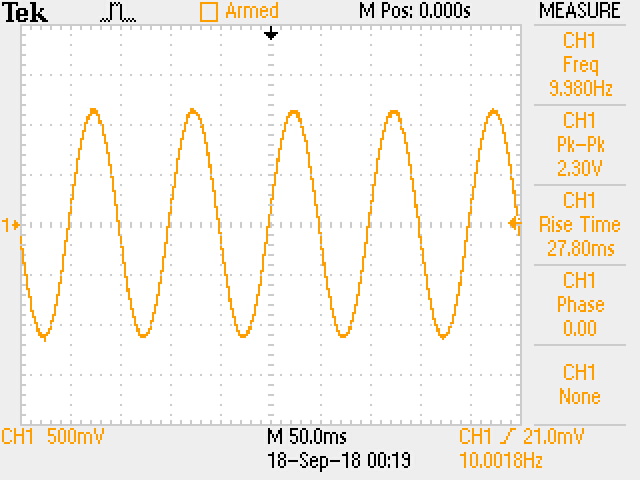 Tek Armed M Pos: 0.000s MEASURE
CH1
Freq
9.980Hz
CH1
Pk-Pk
2.30V
1
CH1
Rise Time
27.80ms
CH1
Phase
0.00
CH1
None
CH1 500mV M 50.0ms CH1 21.0mV
18-Sep-18 00:19 10.0018Hz